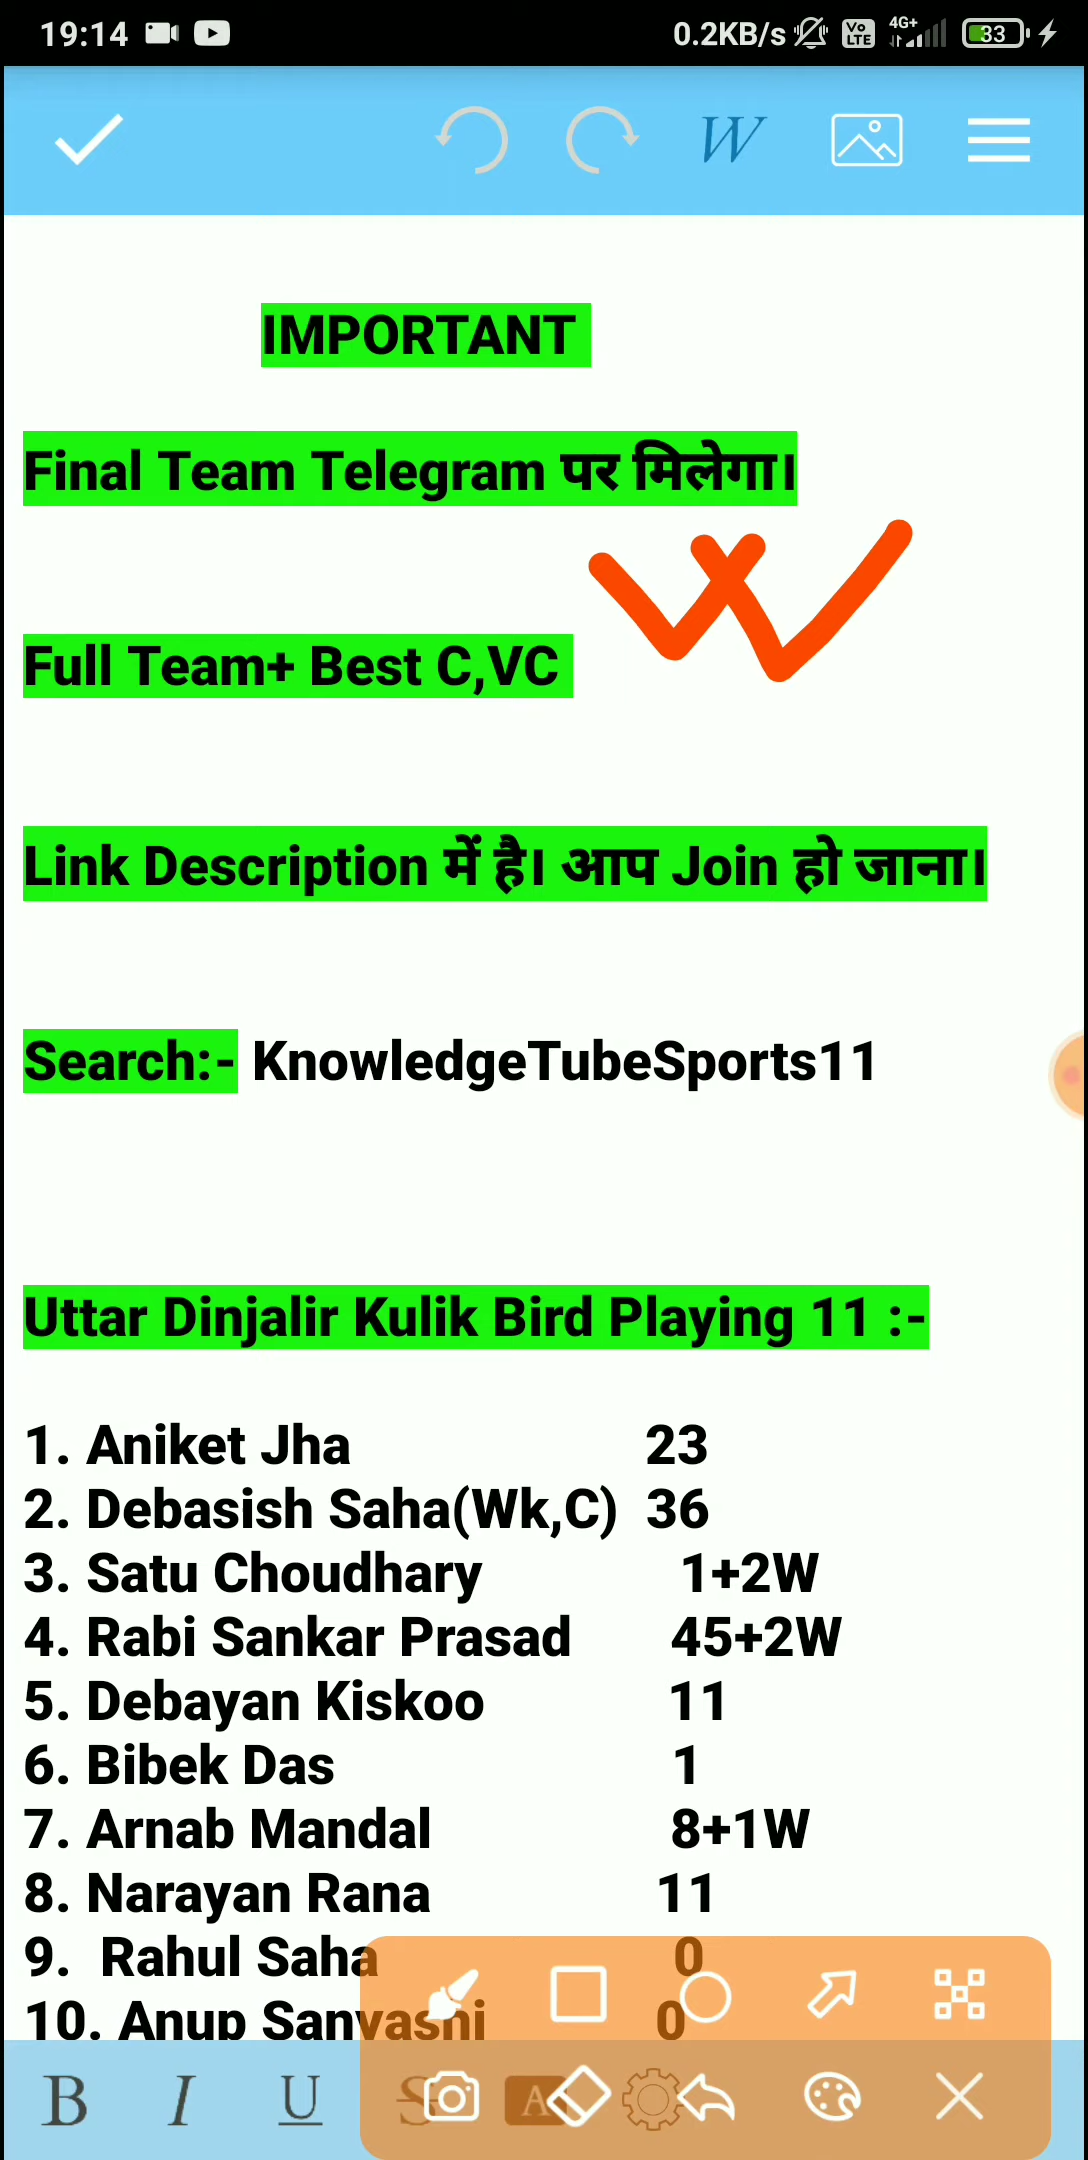 19:14 0.2KB/s Vo LTE 4G+ 33
W
IMPORTANT
Final Team Telegram पर मिलेगा।
Full Team+ Best C,VC
Link Description में है। आप Join हो जाना।
Search:- KnowledgeTubeSports11
Uttar Dinjalir Kulik Bird Playing 11 :-
1. Aniket Jha 23
2. Debasish Saha(Wk,C) 36
3. Satu Choudhary 1+2W
4. Rabi Sankar Prasad 45+2W
5. Debayan Kiskoo 11
6. Bibek Das 1
7. Arnab Mandal 8+1W
8. Narayan Rana 11
9. Rahul Saha 0
10. Anup Sanyashi 0
B I U S A